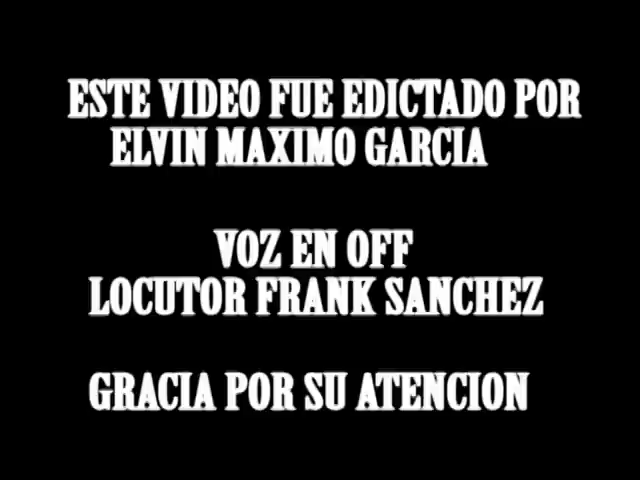 ESTE VIDEO FUE EDICTADO POR
ELVIN MAXIMO GARCIA
VOZ EN OFF
LOCUTOR FRANK SANCHEZ
GRACIA POR SU ATENCION